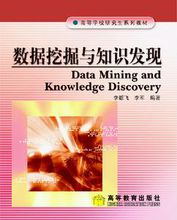 高等学校研究生系列教材
数据挖掘与知识发现
Data Mining and
Knowledge Discovery
李雄飞 李军 编著
高等教育出版社